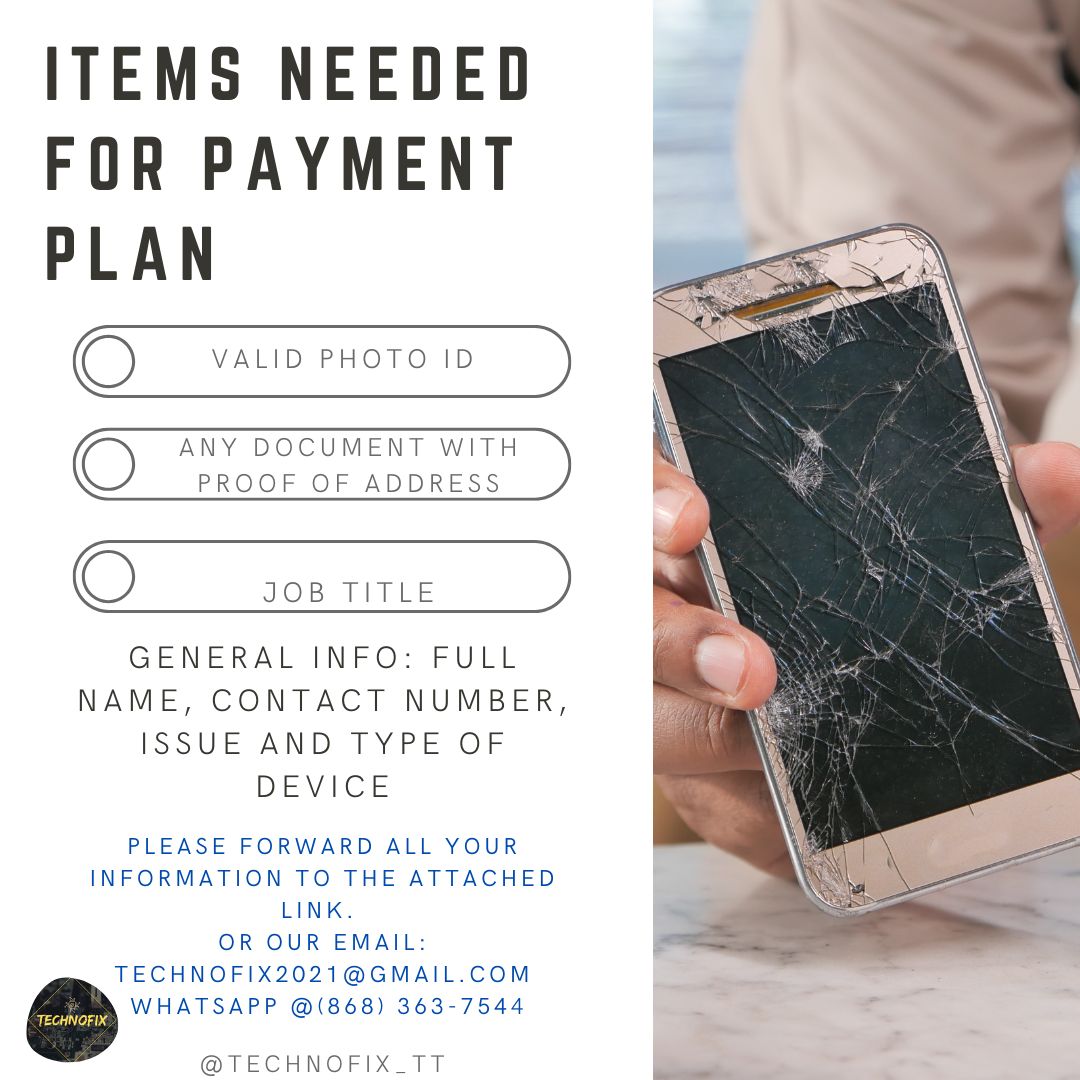 ITEMS NEEDED
FOR PAYMENT
PLAN
VALID PHOTO ID
ANY DOCUMENT WITH
PROOF OF ADDRESS
JOB TITLE
GENERAL INFO: FULL
NAME, CONTACT NUMBER,
ISSUE AND TYPE OF
DEVICE
PLEASE FORWARD ALL YOUR
INFORMATION TO THE ATTACHED
LINK.
OR OUR EMAIL:
TECHNOFIX2021@GMAIL.COM
WHATSAPP @(868) 363-7544
TECHNOFIX
@TECHNOFIX_TT